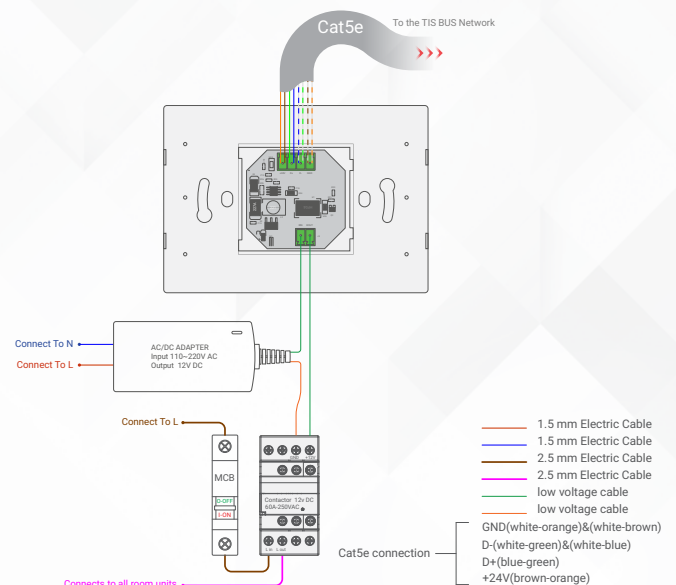 Cat5e
To the TIS BUS Network
Connect To N
Connect To L
AC/DC ADAPTER
Input 110~220V AC
Output 12V DC
Connect To L
MCB
O-OFF
I-ON
GND
+12V
Contactor 12v DC
60A-250VAC
L in L out
Connects to all room units
1.5 mm Electric Cable
1.5 mm Electric Cable
2.5 mm Electric Cable
2.5 mm Electric Cable
low voltage cable
low voltage cable
Cat5e connection
GND(white-orange)&(white-brown)
D-(white-green)&(white-blue)
D+(blue-green)
+24V(brown-orange)